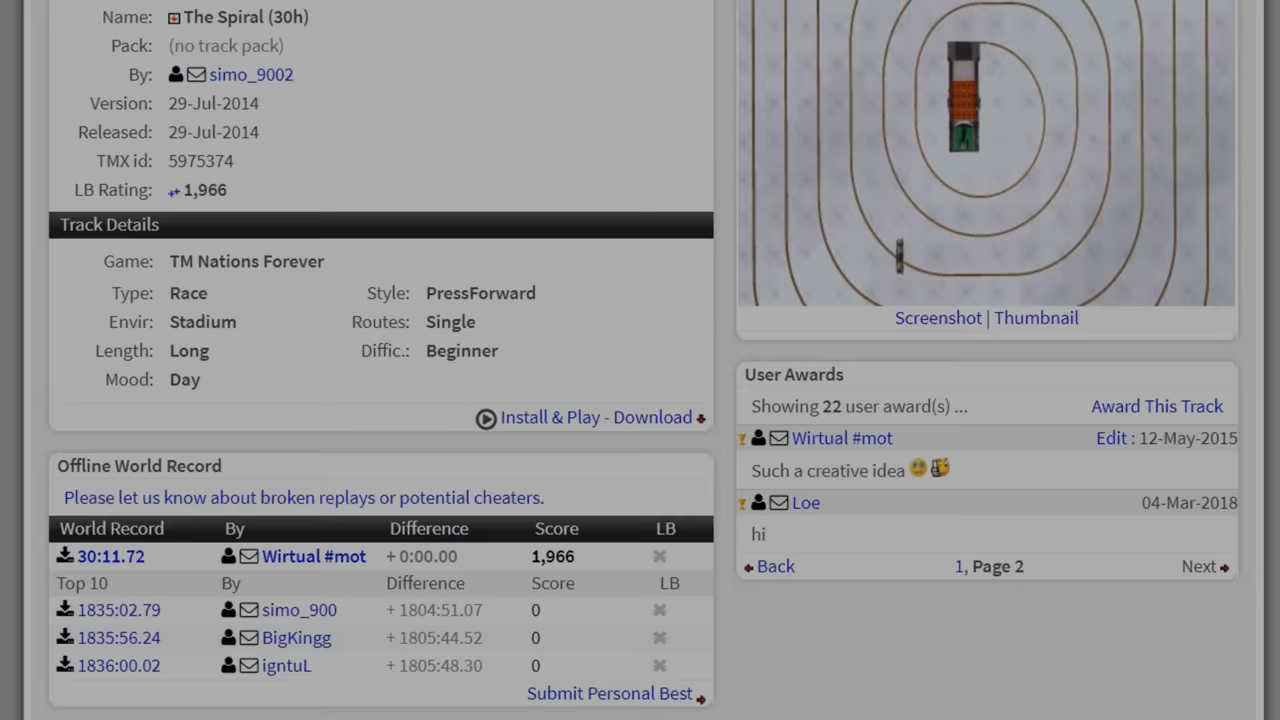 Name: The Spiral (30h)
Pack: (no track pack)
By: simo_9002
Version: 29-Jul-2014
Released: 29-Jul-2014
TMX id: 5975374
LB Rating: 1,966
Track Details
Game: TM Nations Forever
Type: Race Style: PressForward
Envir: Stadium Routes: Single
Length: Long Diffic.: Beginner
Mood: Day
Install & Play - Download
Offline World Record
Please let us know about broken replays or potential cheaters.
World Record By Difference Score LB
30:11.72 Wirtual #mot + 0:00.00 1,966
Top 10 By Difference Score LB
1835:02.79 simo_900 + 1804:51.07 0
1835:56.24 BigKingg + 1805:44.52 0
1836:00.02 igntuL + 1805:48.30 0
Submit Personal Best
Screenshot | Thumbnail
User Awards
Showing 22 user award(s) ... Award This Track
Wirtual #mot Edit : 12-May-2015
Such a creative idea
Loe 04-Mar-2018
hi
Back 1, Page 2 Next